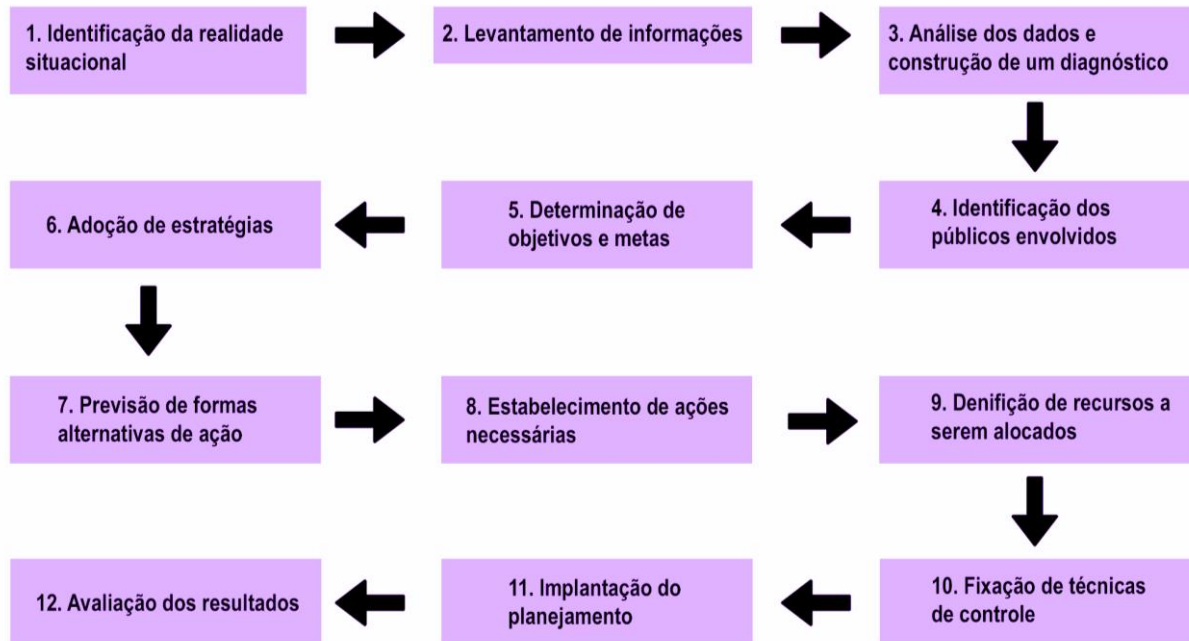 1. Identificação da realidade
situacional
2. Levantamento de informações
3. Análise dos dados e
construção de um diagnóstico
4. Identificação dos
públicos envolvidos
5. Determinação de
objetivos e metas
6. Adoção de estratégias
7. Previsão de formas
alternativas de ação
8. Estabelecimento de ações
necessárias
9. Denifição de recursos a
serem alocados
10. Fixação de técnicas
de controle
11. Implantação do
planejamento
12. Avaliação dos resultados